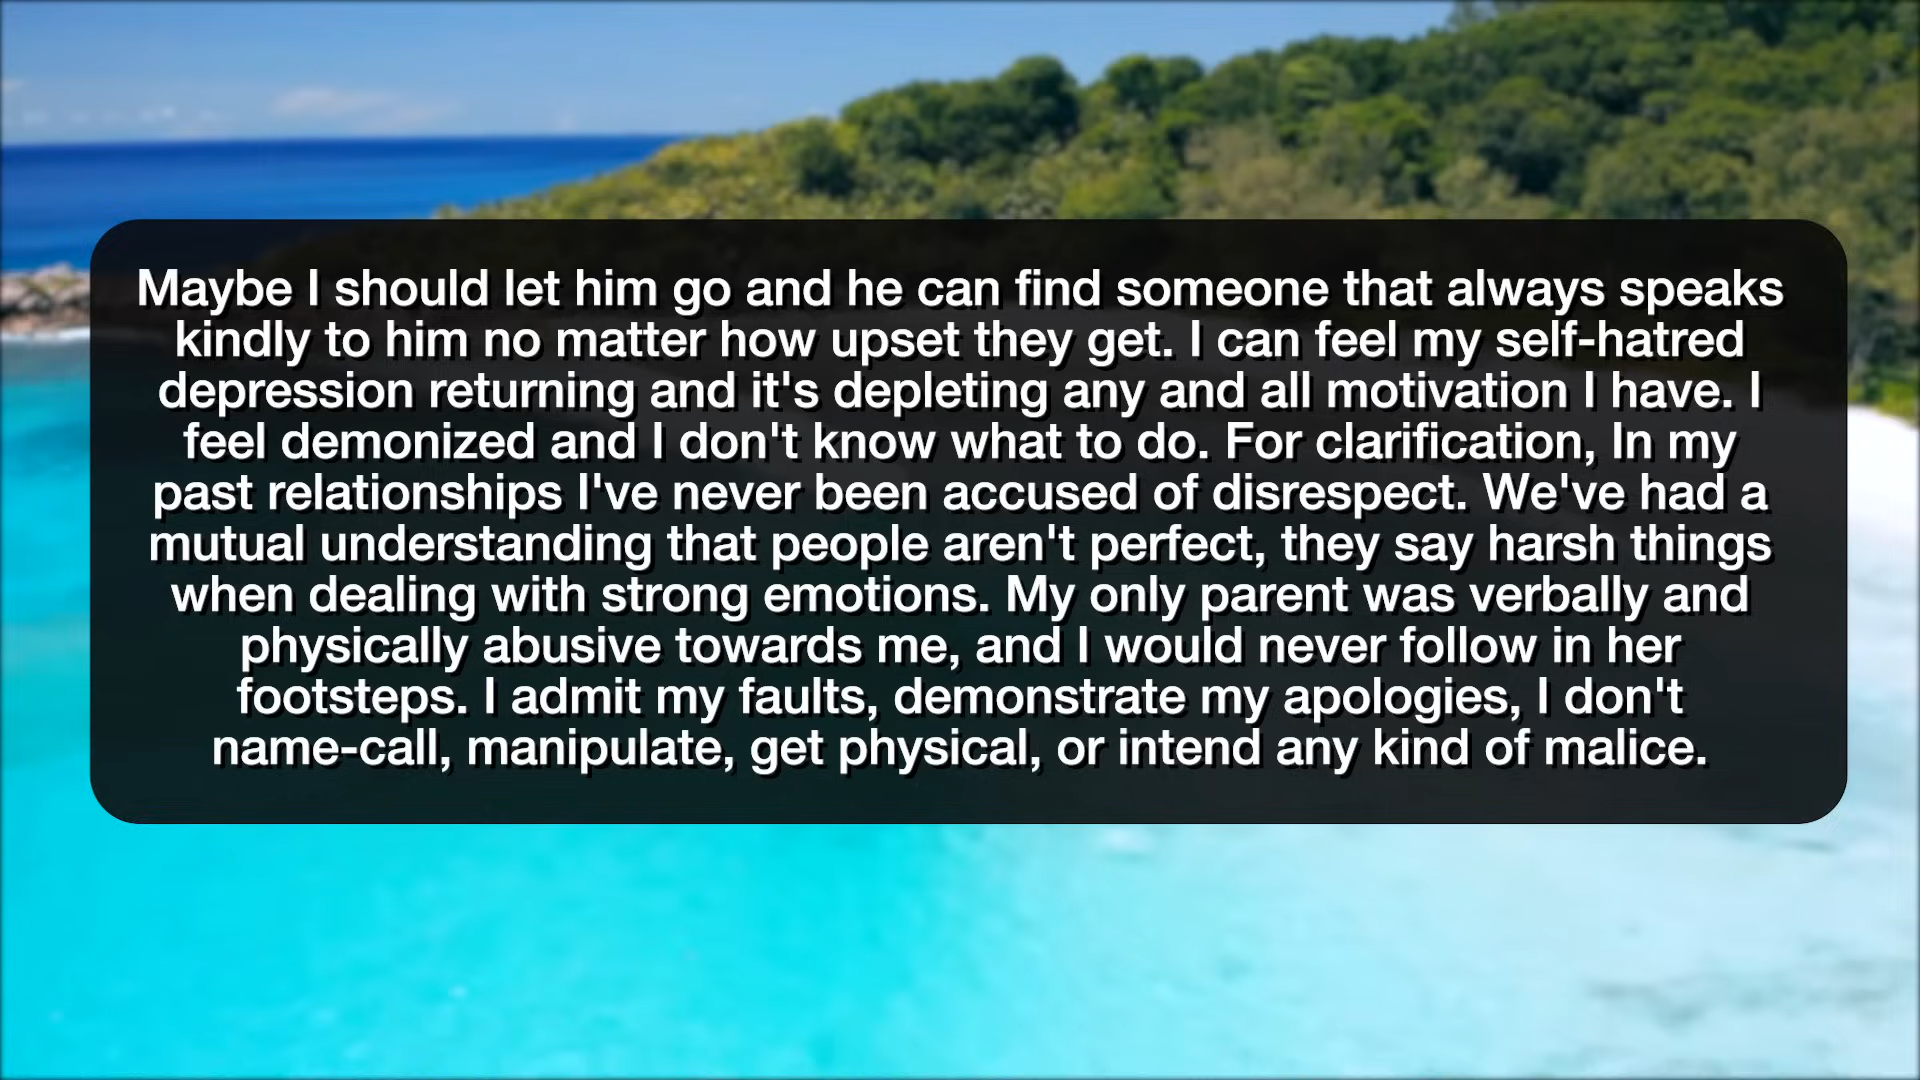 Maybe I should let him go and he can find someone that always speaks
kindly to him no matter how upset they get. I can feel my self-hatred
depression returning and it's depleting any and all motivation I have. I
feel demonized and I don't know what to do. For clarification, In my
past relationships I've never been accused of disrespect. We've had a
mutual understanding that people aren't perfect, they say harsh things
when dealing with strong emotions. My only parent was verbally and
physically abusive towards me, and I would never follow in her
footsteps. I admit my faults, demonstrate my apologies, I don't
name-call, manipulate, get physical, or intend any kind of malice.